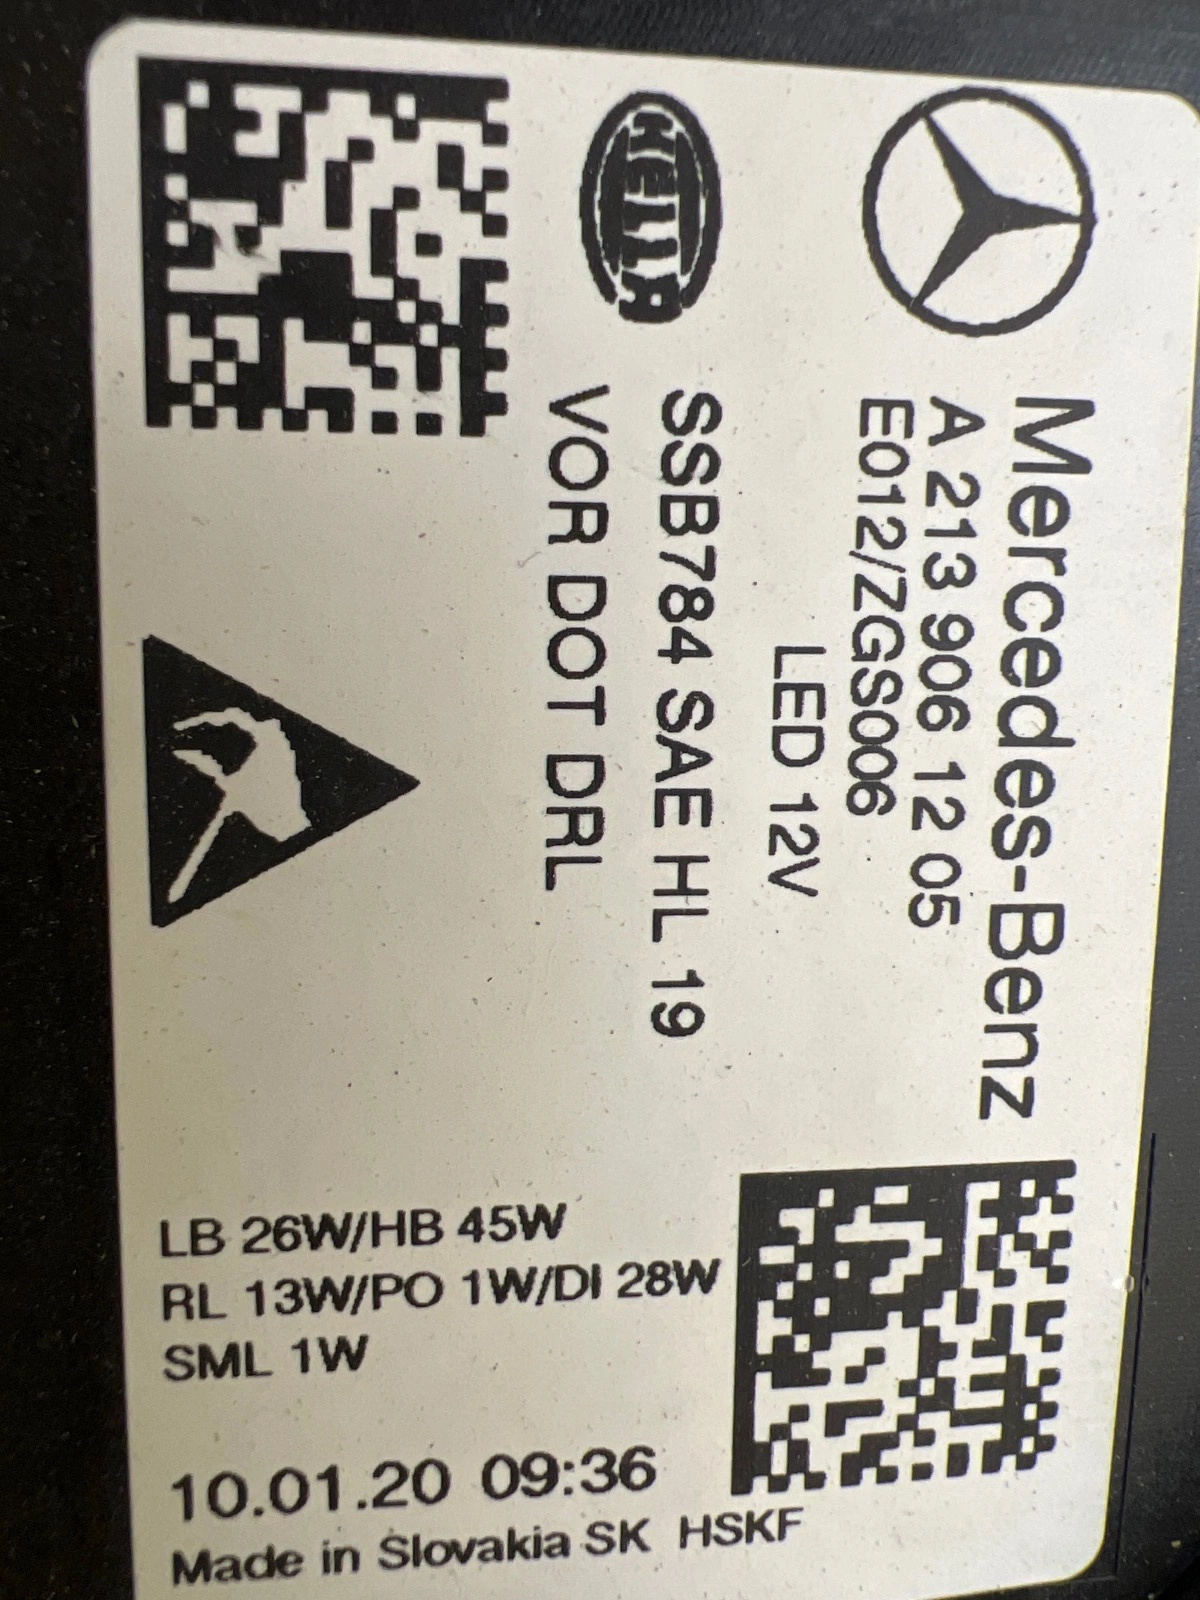 HELLA
Mercedes-Benz
A 213 906 12 05
E012/ZGS006
LED 12V
SSB784 SAE HL 19
VOR DOT DRL
LB 26W/HB 45W
RL 13W/PO 1W/DI 28W
SML 1W
10.01.20 09:36
Made in Slovakia SK HSKF